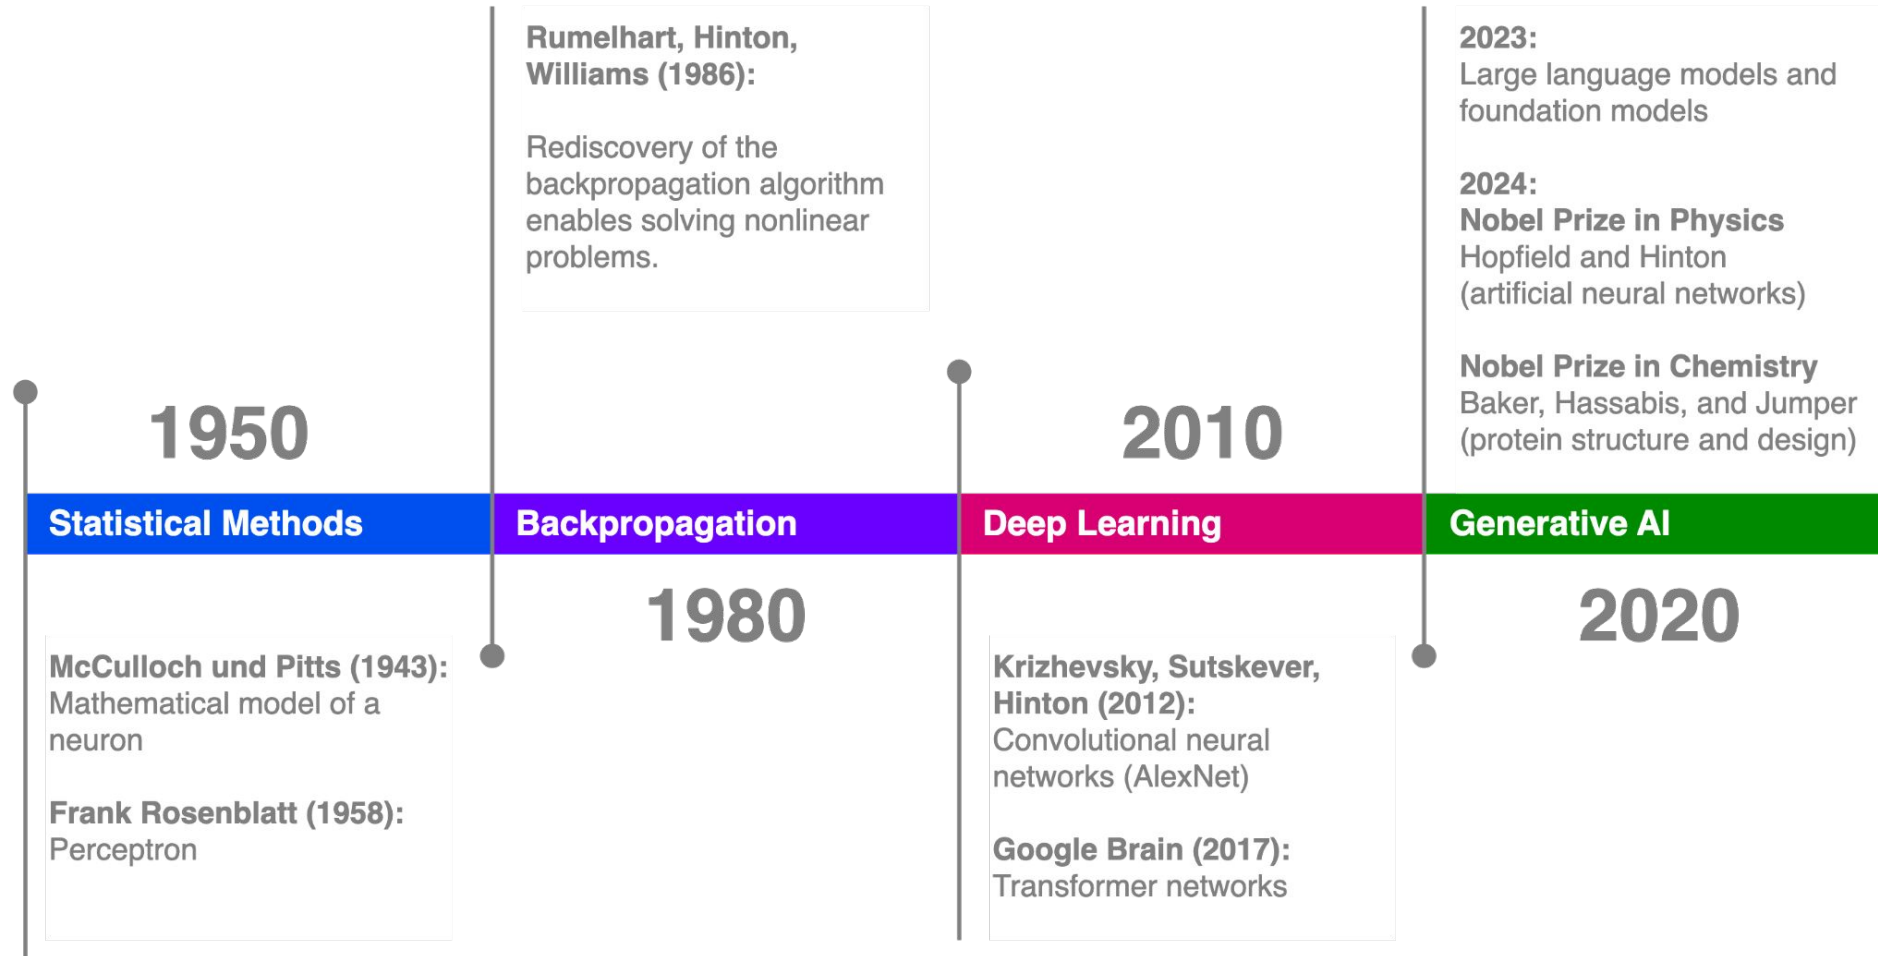 1950
Statistical Methods
McCulloch und Pitts (1943):
Mathematical model of a
neuron
Frank Rosenblatt (1958):
Perceptron
Rumelhart, Hinton,
Williams (1986):
Rediscovery of the
backpropagation algorithm
enables solving nonlinear
problems.
Backpropagation
1980
2010
Deep Learning
Krizhevsky, Sutskever,
Hinton (2012):
Convolutional neural
networks (AlexNet)
Google Brain (2017):
Transformer networks
2023:
Large language models and
foundation models
2024:
Nobel Prize in Physics
Hopfield and Hinton
(artificial neural networks)
Nobel Prize in Chemistry
Baker, Hassabis, and Jumper
(protein structure and design)
Generative AI
2020